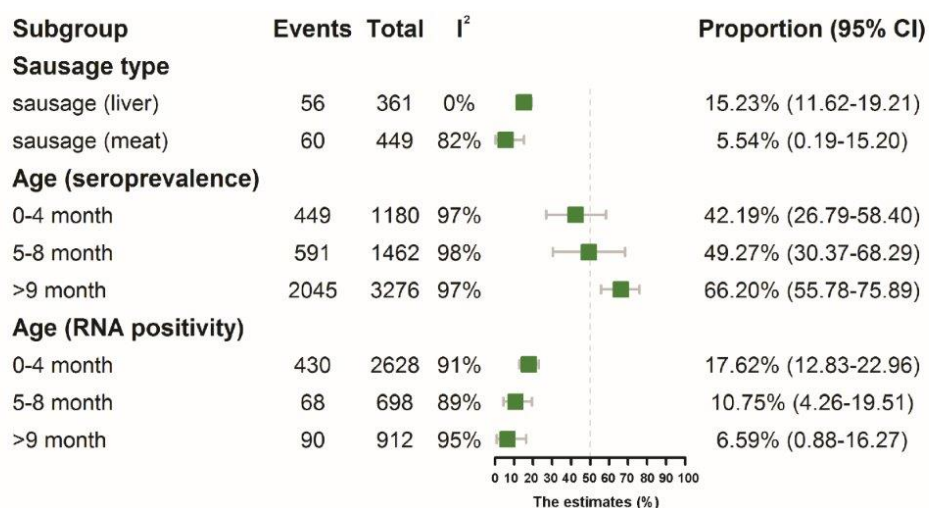 Subgroup Events Total I² Proportion (95% CI)
Sausage type
sausage (liver) 56 361 0% 15.23% (11.62-19.21)
sausage (meat) 60 449 82% 5.54% (0.19-15.20)
Age (seroprevalence)
0-4 month 449 1180 97% 42.19% (26.79-58.40)
5-8 month 591 1462 98% 49.27% (30.37-68.29)
>9 month 2045 3276 97% 66.20% (55.78-75.89)
Age (RNA positivity)
0-4 month 430 2628 91% 17.62% (12.83-22.96)
5-8 month 68 698 89% 10.75% (4.26-19.51)
>9 month 90 912 95% 6.59% (0.88-16.27)
0 10 20 30 40 50 60 70 80 90 100
The estimates (%)